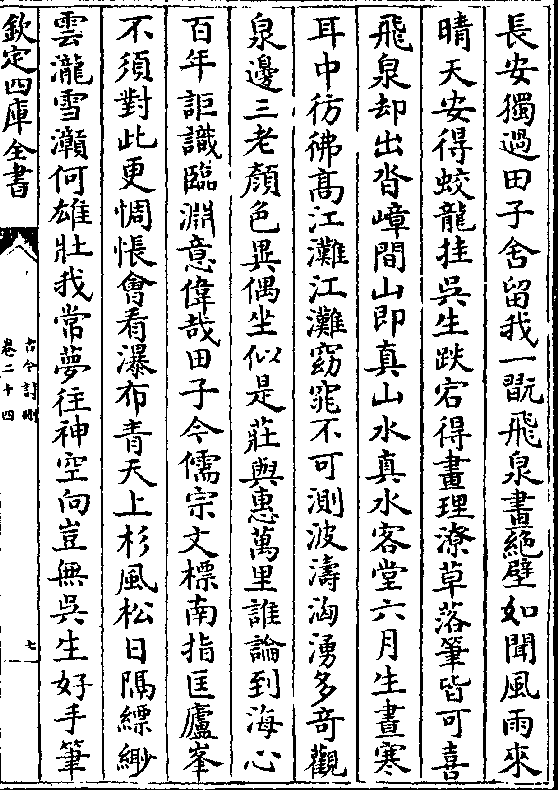 長安獨過田子舍留我一翫飛泉畫絕壁如聞風雨來
晴天安得蛟龍挂吳生跌宕得畫理潦草落筆皆可喜
飛泉却出沓嶂間山即真山水真水客堂六月生晝寒
耳中彷彿髙江灘江灘窈窕不可測波濤洶湧多奇觀
泉邊三老顏色異偶坐似是莊與惠萬里誰論到海心
百年詎識臨淵意偉哉田子今儒宗文標南指匡廬峯
不須對此更惆悵會看瀑布青天上杉風松日隔縹緲
雲瀧雪瀨何雄壯我常夢往神空向豈無吳生好手筆
欽定四庫全書
古今詩刪
卷二十四
七